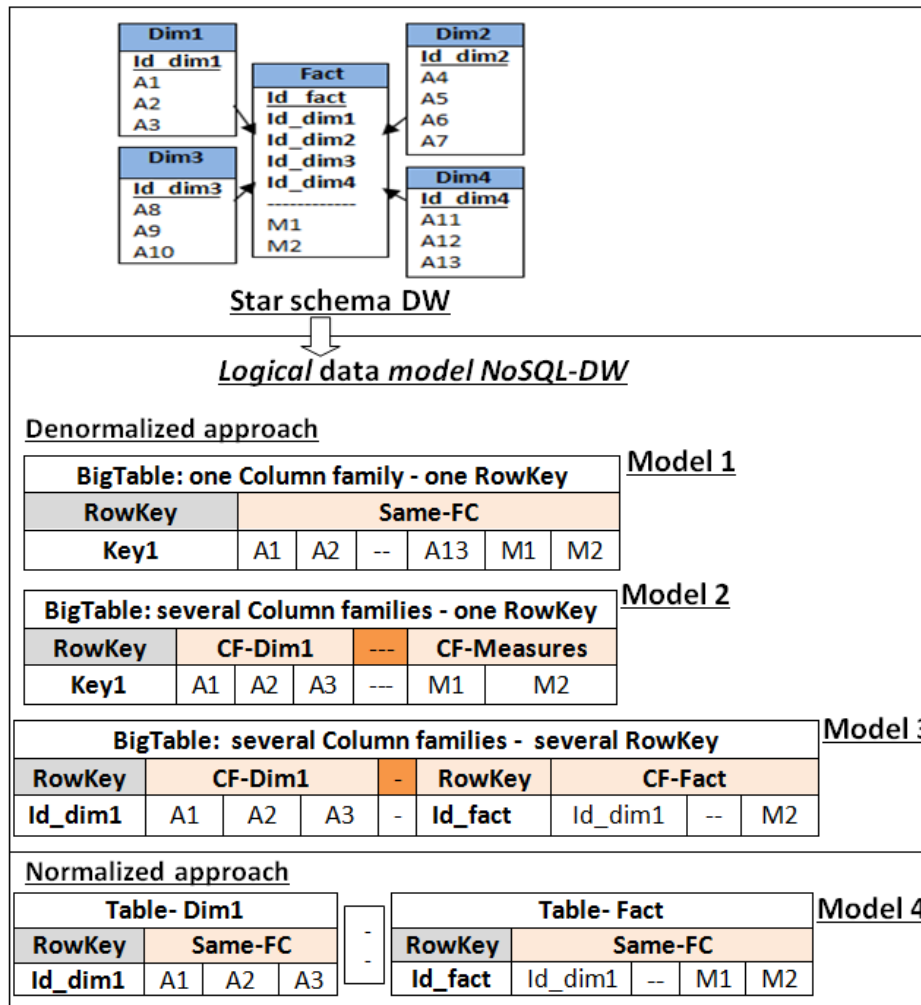 Dim1
Id_dim1
A1
A2
A3
Dim2
Id_dim2
A4
A5
A6
A7
Fact
Id_fact
Id_dim1
Id_dim2
Id_dim3
Id_dim4
------------
M1
M2
Dim3
Id_dim3
A8
A9
A10
Dim4
Id_dim4
A11
A12
A13
Star schema DW
Logical data model NoSQL-DW
Denormalized approach
Model 1
BigTable: one Column family - one RowKey
RowKey Same-FC
Key1 A1 A2 -- A13 M1 M2
Model 2
BigTable: several Column families - one RowKey
RowKey CF-Dim1 --- CF-Measures
Key1 A1 A2 A3 --- M1 M2
Model 3
BigTable: several Column families - several RowKey
RowKey CF-Dim1 - RowKey CF-Fact
Id_dim1 A1 A2 A3 - Id_fact Id_dim1 -- M2
Normalized approach
Model 4
Table- Dim1 - Table- Fact
RowKey Same-FC - RowKey Same-FC
Id_dim1 A1 A2 A3 Id_fact Id_dim1 -- M1 M2